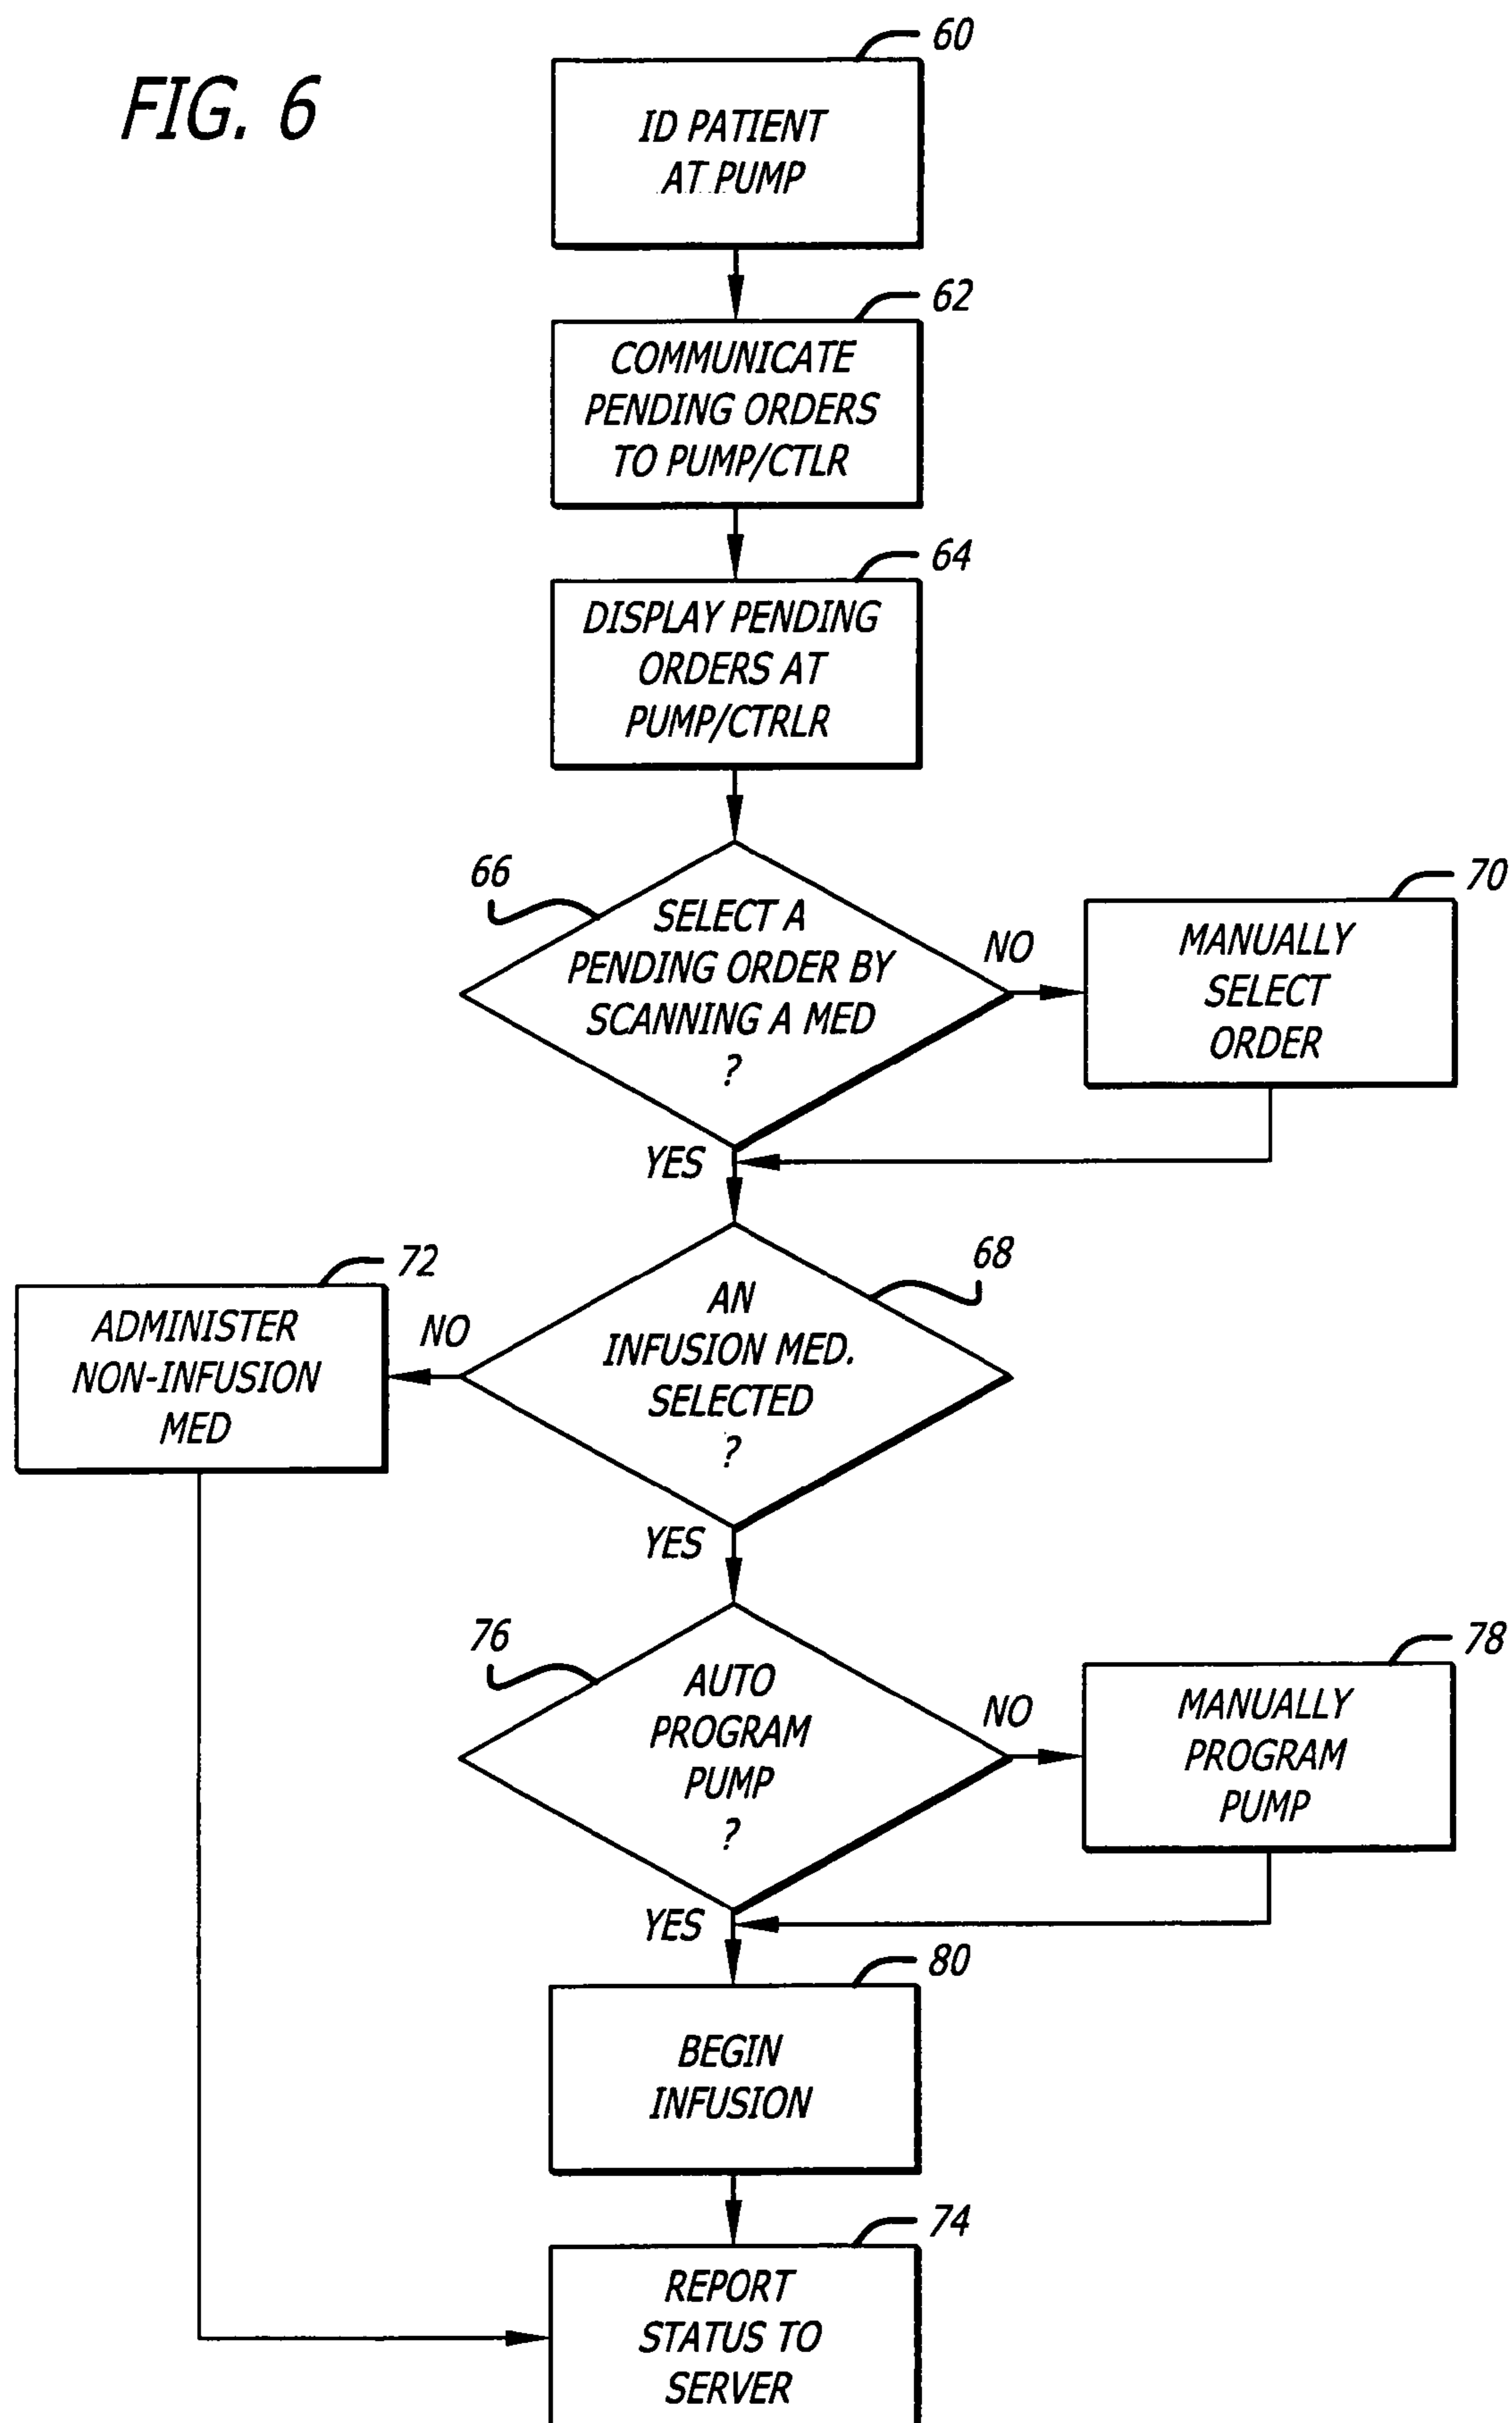 FIG. 6
60
ID PATIENT
AT PUMP
62
COMMUNICATE
PENDING ORDERS
TO PUMP/CTLR
64
DISPLAY PENDING
ORDERS AT
PUMP/CTRLR
66
SELECT A
PENDING ORDER BY
SCANNING A MED
?
NO
70
MANUALLY
SELECT
ORDER
YES
68
AN
INFUSION MED.
SELECTED
?
NO
72
ADMINISTER
NON-INFUSION
MED
YES
76
AUTO
PROGRAM
PUMP
?
NO
78
MANUALLY
PROGRAM
PUMP
YES
80
BEGIN
INFUSION
74
REPORT
STATUS TO
SERVER